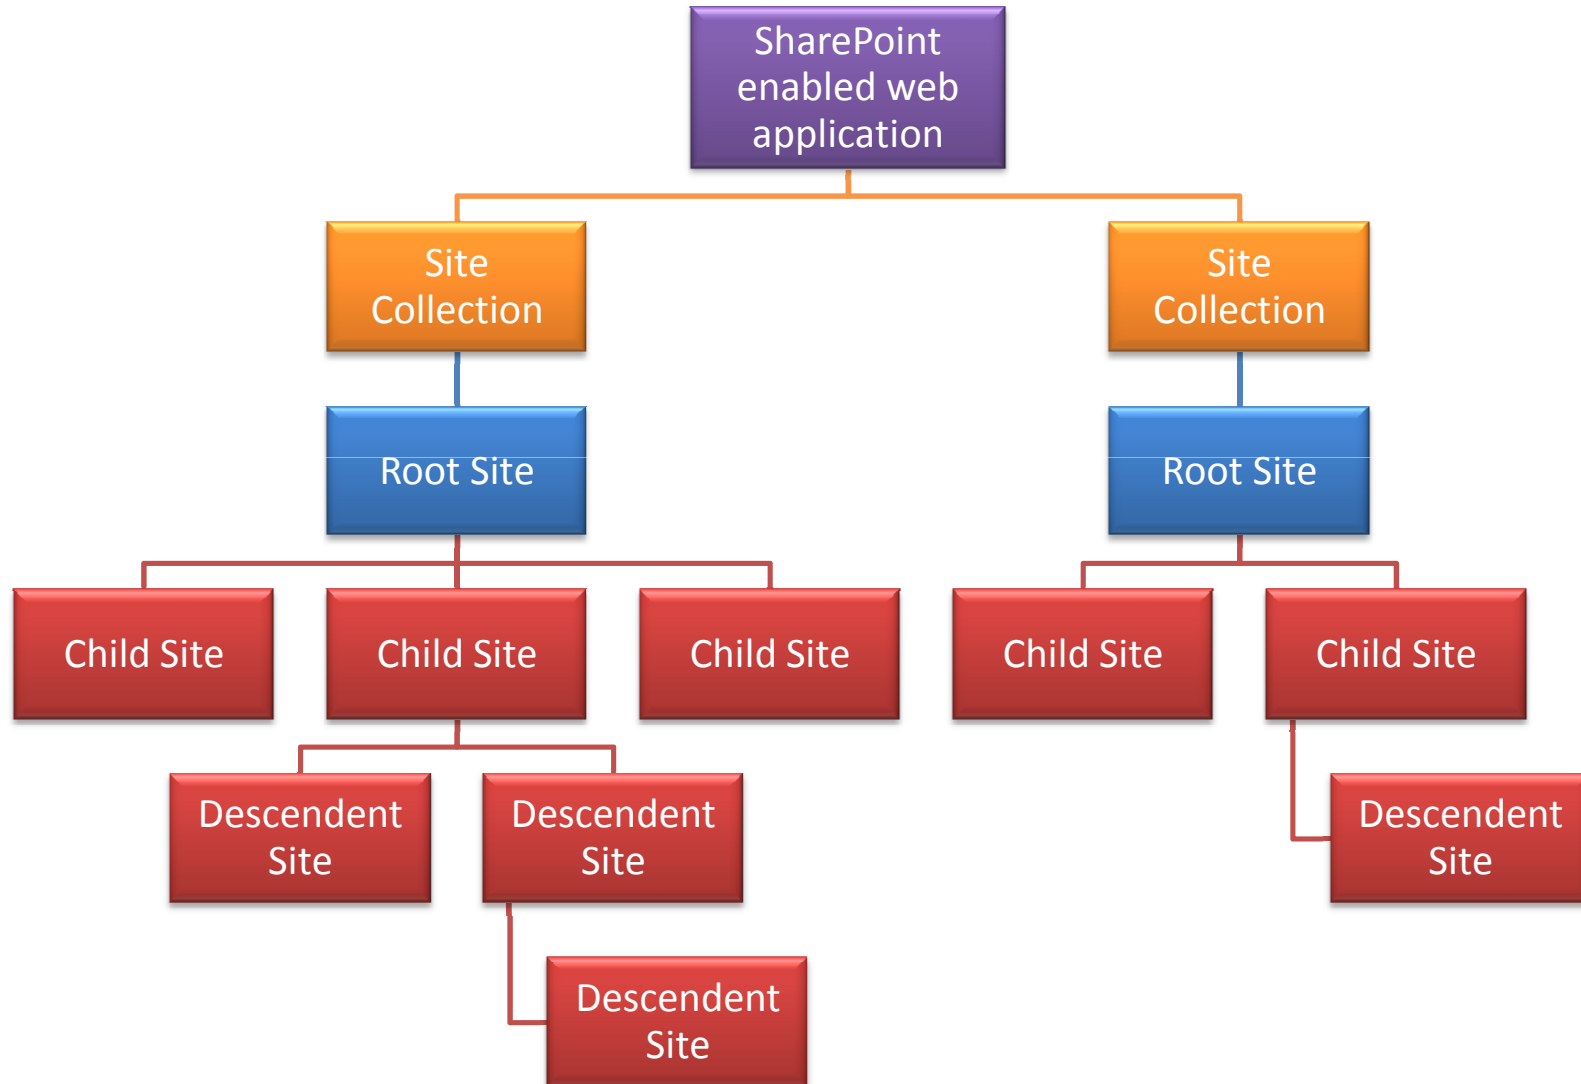 SharePoint
enabled web
application
Site
Collection
Site
Collection
Root Site
Root Site
Child Site
Child Site
Child Site
Child Site
Child Site
Descendent
Site
Descendent
Site
Descendent
Site
Descendent
Site